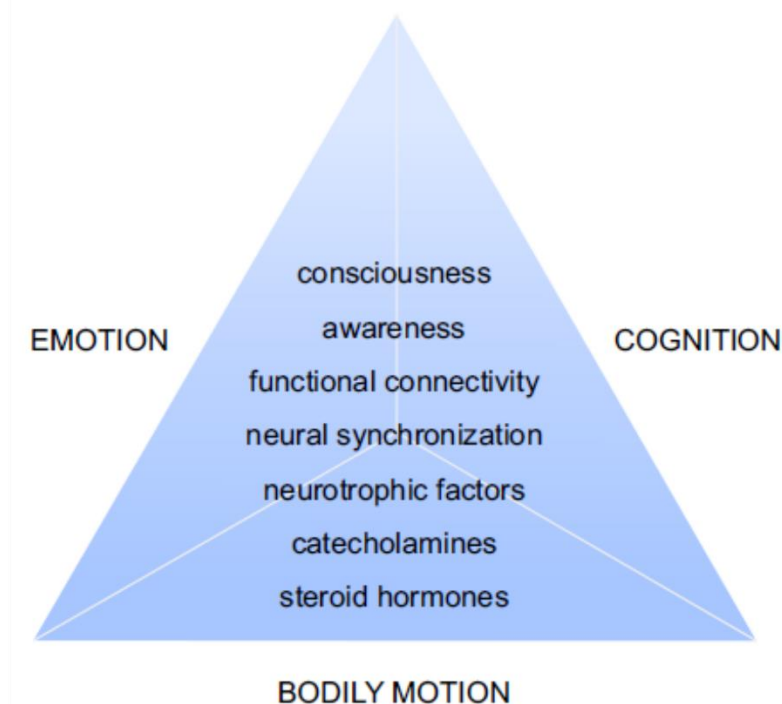 consciousness
awareness
EMOTION
COGNITION
functional connectivity
neural synchronization
neurotrophic factors
catecholamines
steroid hormones
BODILY MOTION